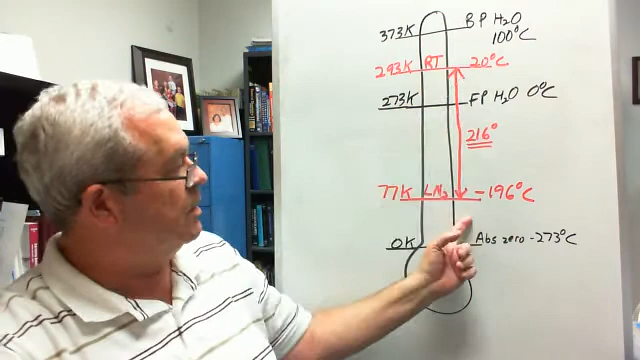 373K BP H2O
100°C
293K RT 20°C
273K FP H2O 0°C
216°
77K LN2 -196°C
0K Abs zero -273°C